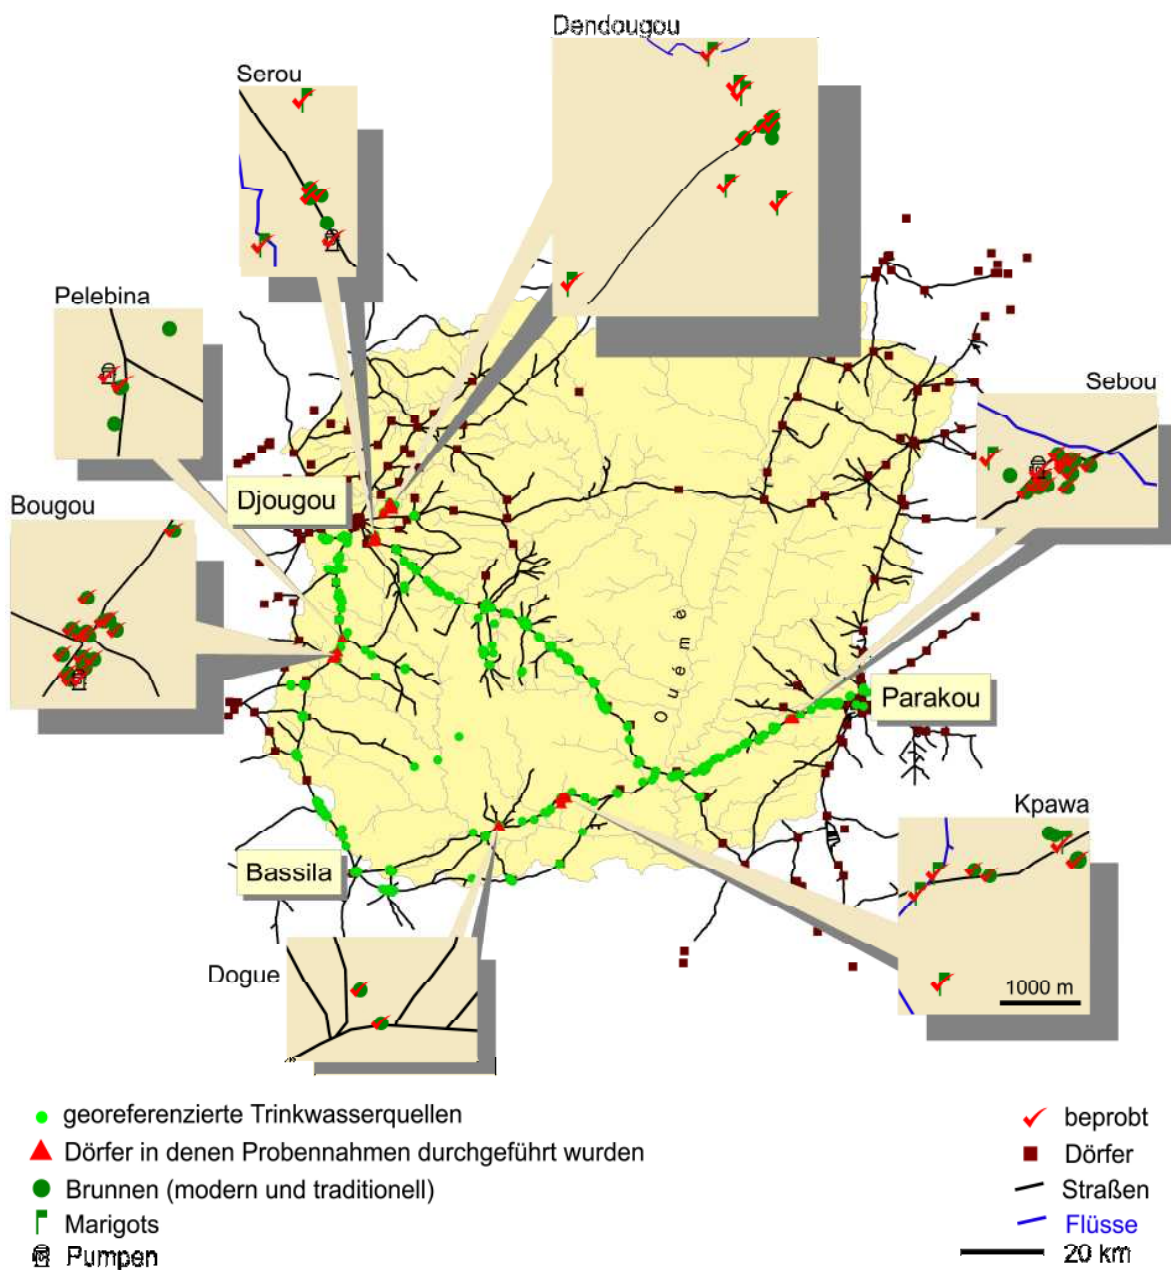 Dendougou
Serou
Pelebina
Sebou
Djougou
Bougou
Ouémé
Parakou
Kpawa
Bassila
Dogue
1000 m
georeferenzierte Trinkwasserquellen
Dörfer in denen Probennahmen durchgeführt wurden
Brunnen (modern und traditionell)
Marigots
Pumpen
beprobt
Dörfer
Straßen
Flüsse
20 km